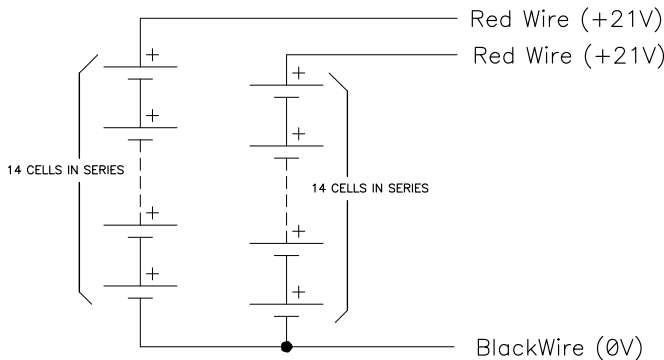 Red Wire (+21V)
Red Wire (+21V)
14 CELLS IN SERIES
14 CELLS IN SERIES
BlackWire (0V)
+
+
+
+
+
+
+
+